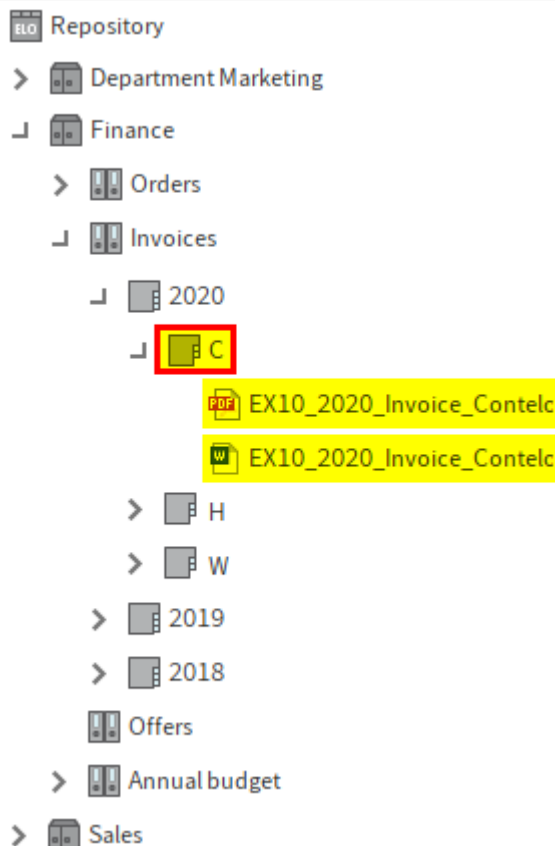 ELO Repository
Department Marketing
Finance
Orders
Invoices
2020
C
PDF EX10_2020_Invoice_Contelc
W EX10_2020_Invoice_Contelc
H
W
2019
2018
Offers
Annual budget
Sales